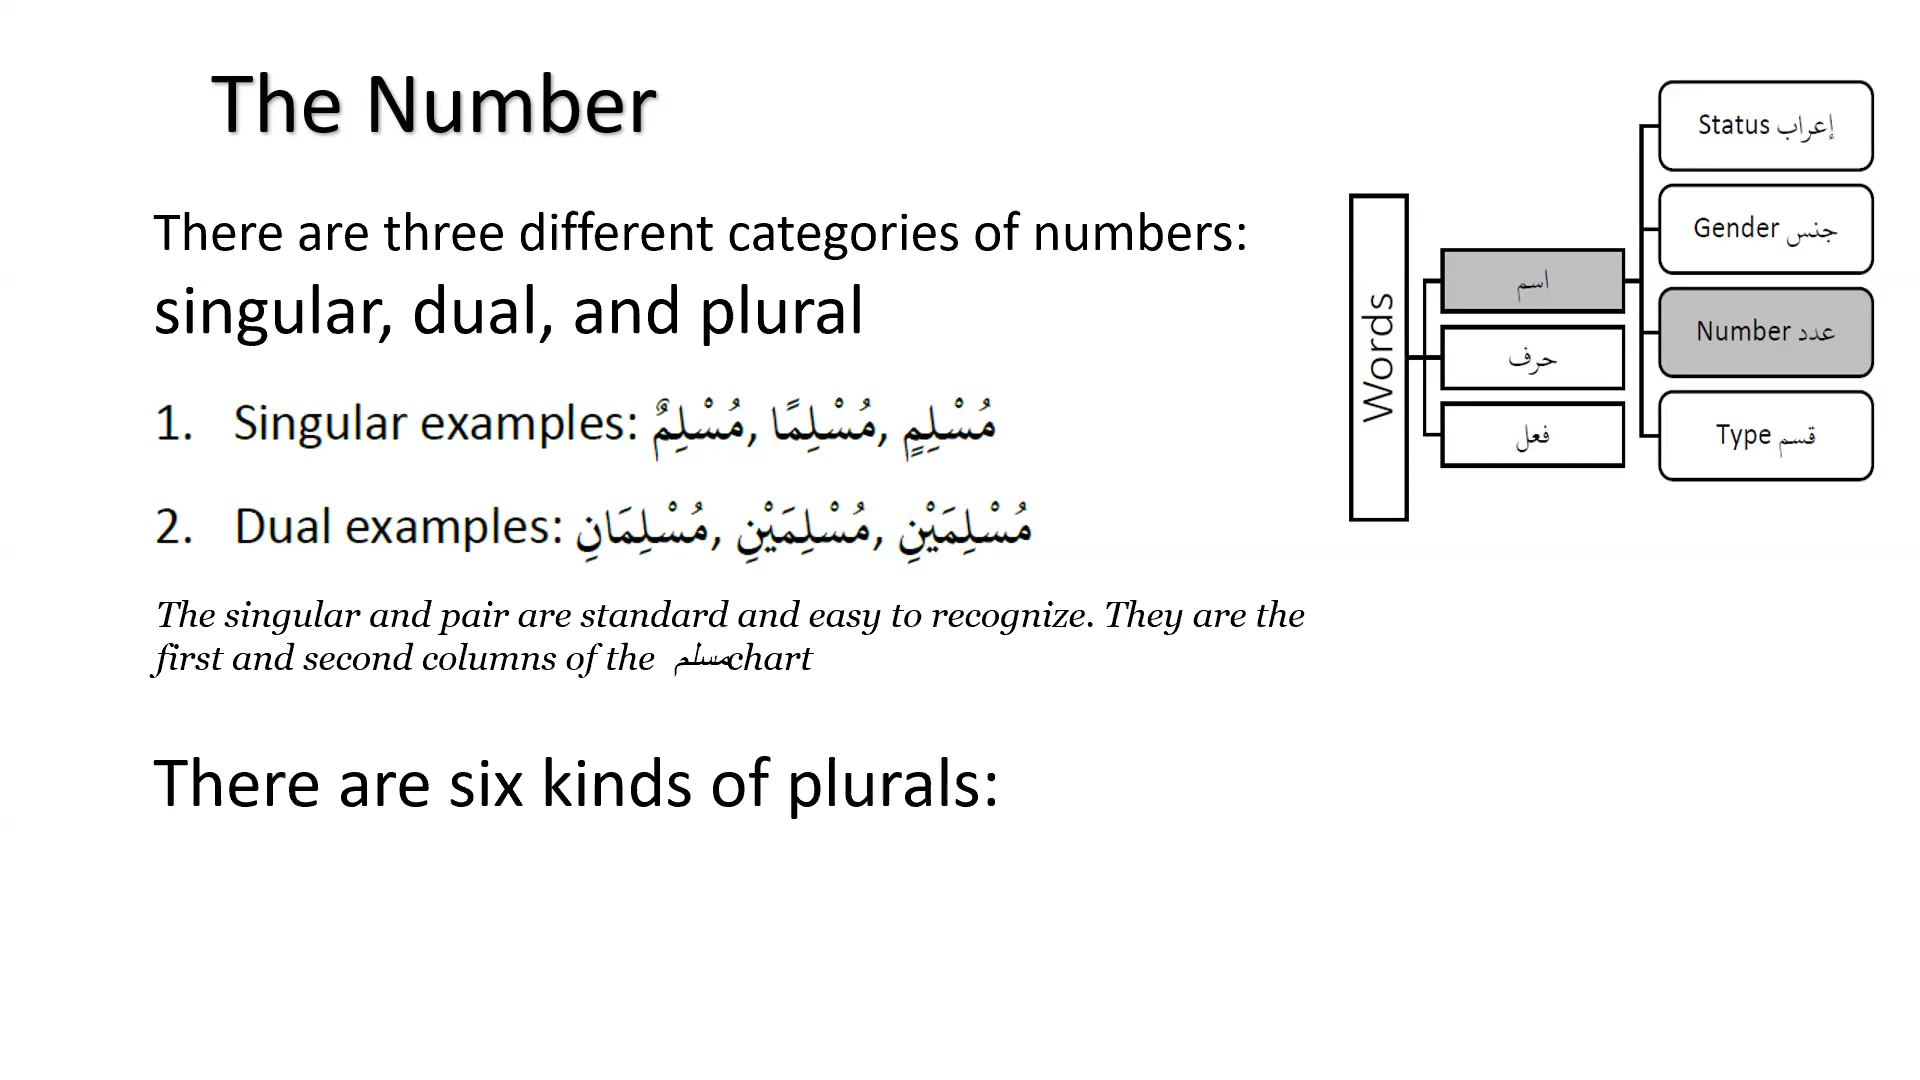 The Number
There are three different categories of numbers:
singular, dual, and plural
1. Singular examples: مُسْلِمٌ, مُسْلِمًا, مُسْلِمٍ
2. Dual examples: مُسْلِمَانِ, مُسْلِمَيْنِ, مُسْلِمَيْنِ
The singular and pair are standard and easy to recognize. They are the
first and second columns of the مسلم chart
There are six kinds of plurals:
Words
اسم
حرف
فعل
Status إعراب
Gender جنس
Number عدد
Type قسم